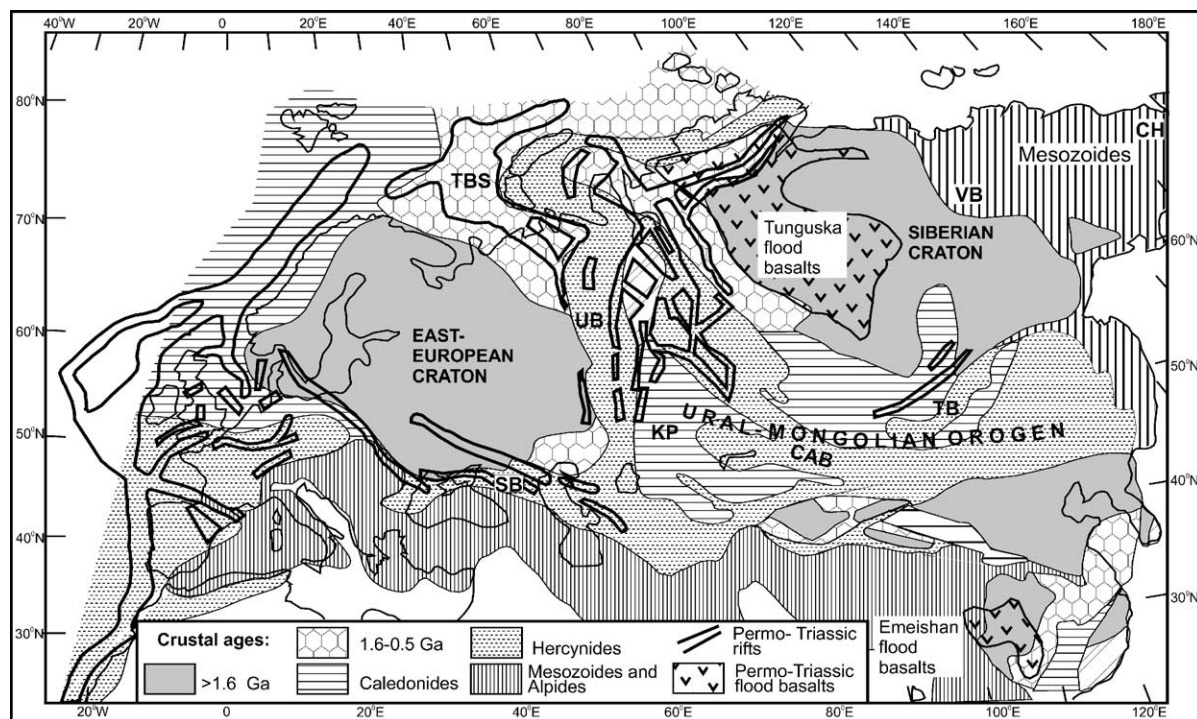 40°W 20°W 0 20°E 40°E 60°E 80°E 100°E 120°E 140°E 160°E 180°E
80°N
CH
Mesozoides
TBS
VB
70°N
Tunguska
flood
basalts
SIBERIAN
CRATON
60°N
60°N
UB
EAST-
EUROPEAN
CRATON
50°N
TB
50°N
KP
URAL-MONGOLIAN OROGEN
CAB
SB
40°N
40°N
30°N
30°N
Emeishan
flood
basalts
Crustal ages:
1.6-0.5 Ga
Hercynides
Permo- Triassic
rifts
>1.6 Ga
Caledonides
Mesozoides and
Alpides
Permo-Triassic
flood basalts
20°W 0 20°E 40°E 60°E 80°E 100°E 120°E